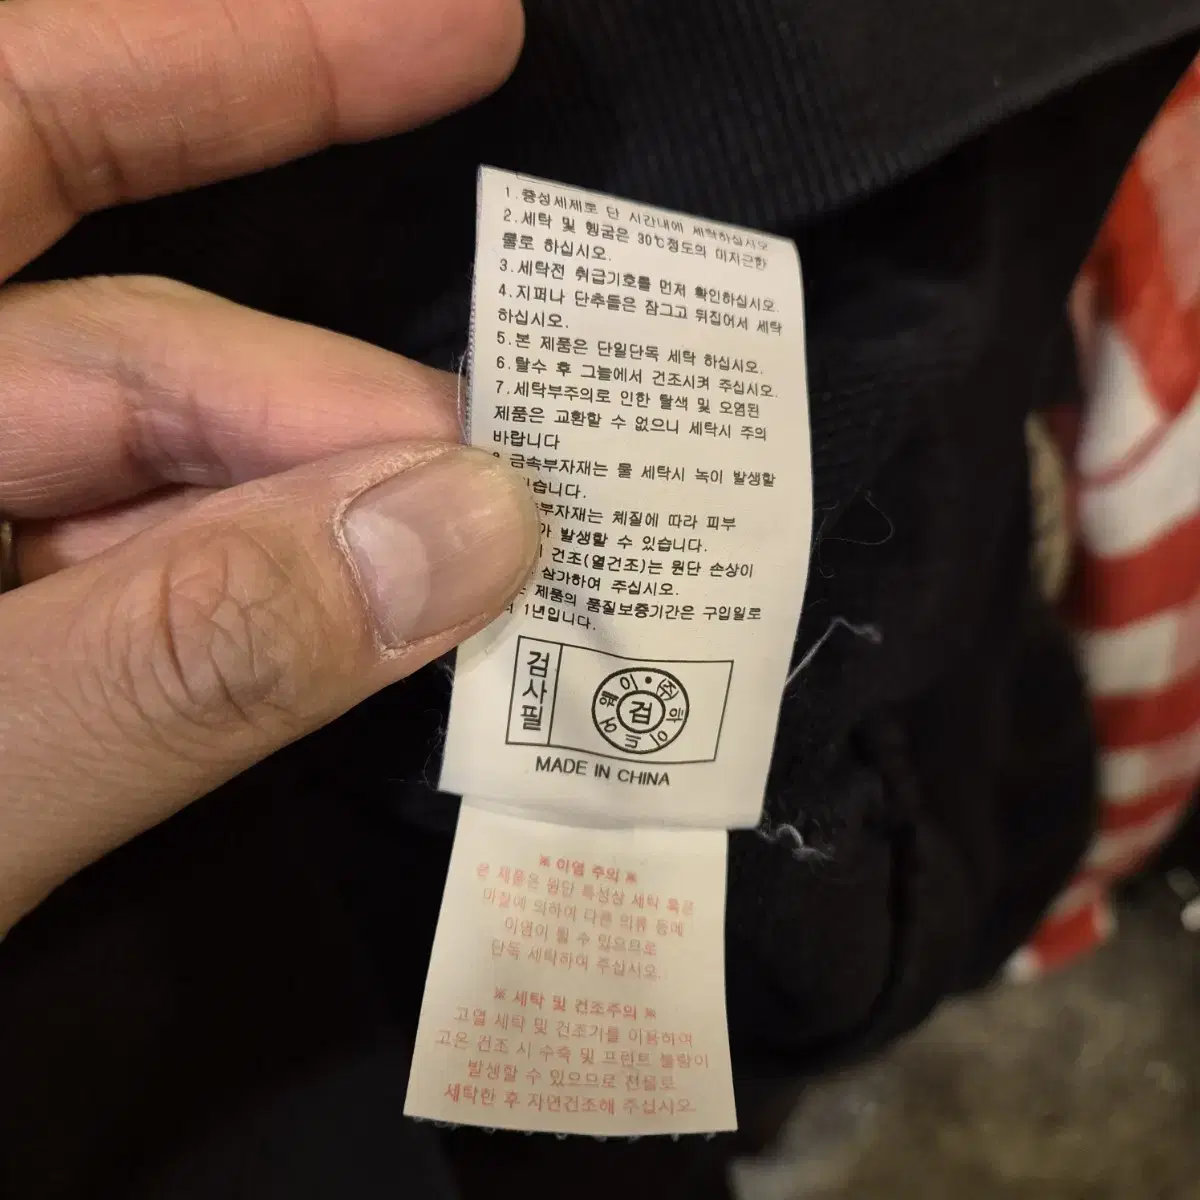 1.중성세제로 단 시간내에 세탁하십시오
2.세탁 및 헹굼은 30℃정도의 미지근한
물로 하십시오.
3.세탁전 취급기호를 먼저 확인하십시오.
4.지퍼나 단추들은 잠그고 뒤집어서 세탁
하십시오.
5.본 제품은 단일단독 세탁 하십시오.
6.탈수 후 그늘에서 건조시켜 주십시오.
7.세탁부주의로 인한 탈색 및 오염된
제품은 교환할 수 없으니 세탁시 주의
바랍니다
금속부자재는 물 세탁시 녹이 발생할
있습니다.
부자재는 체질에 따라 피부
가 발생할 수 있습니다.
건조(열건조)는 원단 손상이
삼가하여 주십시오.
제품의 품질보증기간은 구입일로
1년입니다.
검사필
(주)하이드웨이
검
MADE IN CHINA
※ 이염 주의 ※
본 제품은 원단 특성상 세탁 혹은
마찰에 의하여 다른 의류 등에
이염이 될 수 있으므로
단독 세탁하여 주십시오.
※ 세탁 및 건조주의 ※
고열 세탁 및 건조기를 이용하여
고온 건조 시 수축 및 프린트 불량이
발생할 수 있으므로 찬물로
세탁한 후 자연건조해 주십시오.